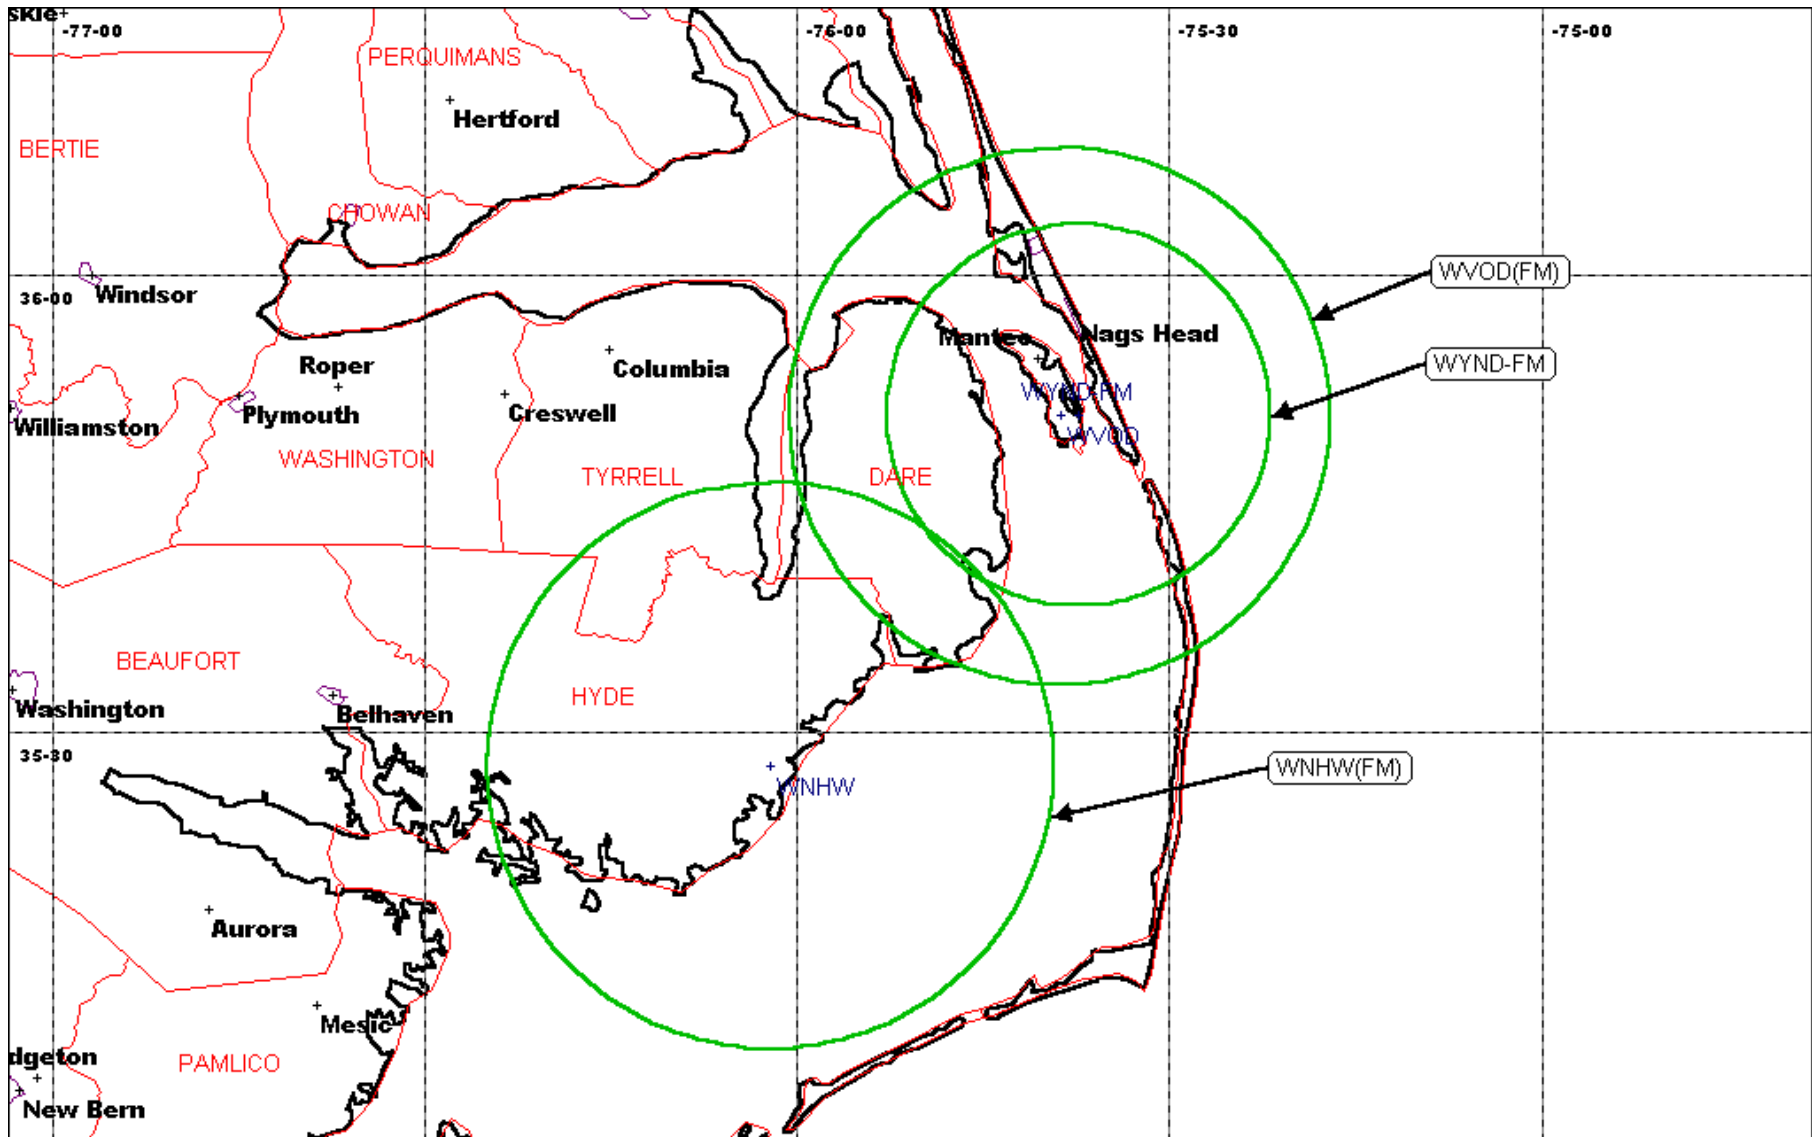 skie
-77-00
-76-00
-75-30
-75-00
PERQUIMANS
Hertford
BERTIE
CHOWAN
WVOD(FM)
36-00
Windsor
Manteo
Nags Head
Roper
Columbia
WYND-FM
WYND-FM
Plymouth
Creswell
Williamston
WVOD
WASHINGTON
TYRRELL
DARE
BEAUFORT
HYDE
Washington
Belhaven
35-30
WNHW(FM)
WNHW
Aurora
Mesic
dgeton
PAMLICO
New Bern